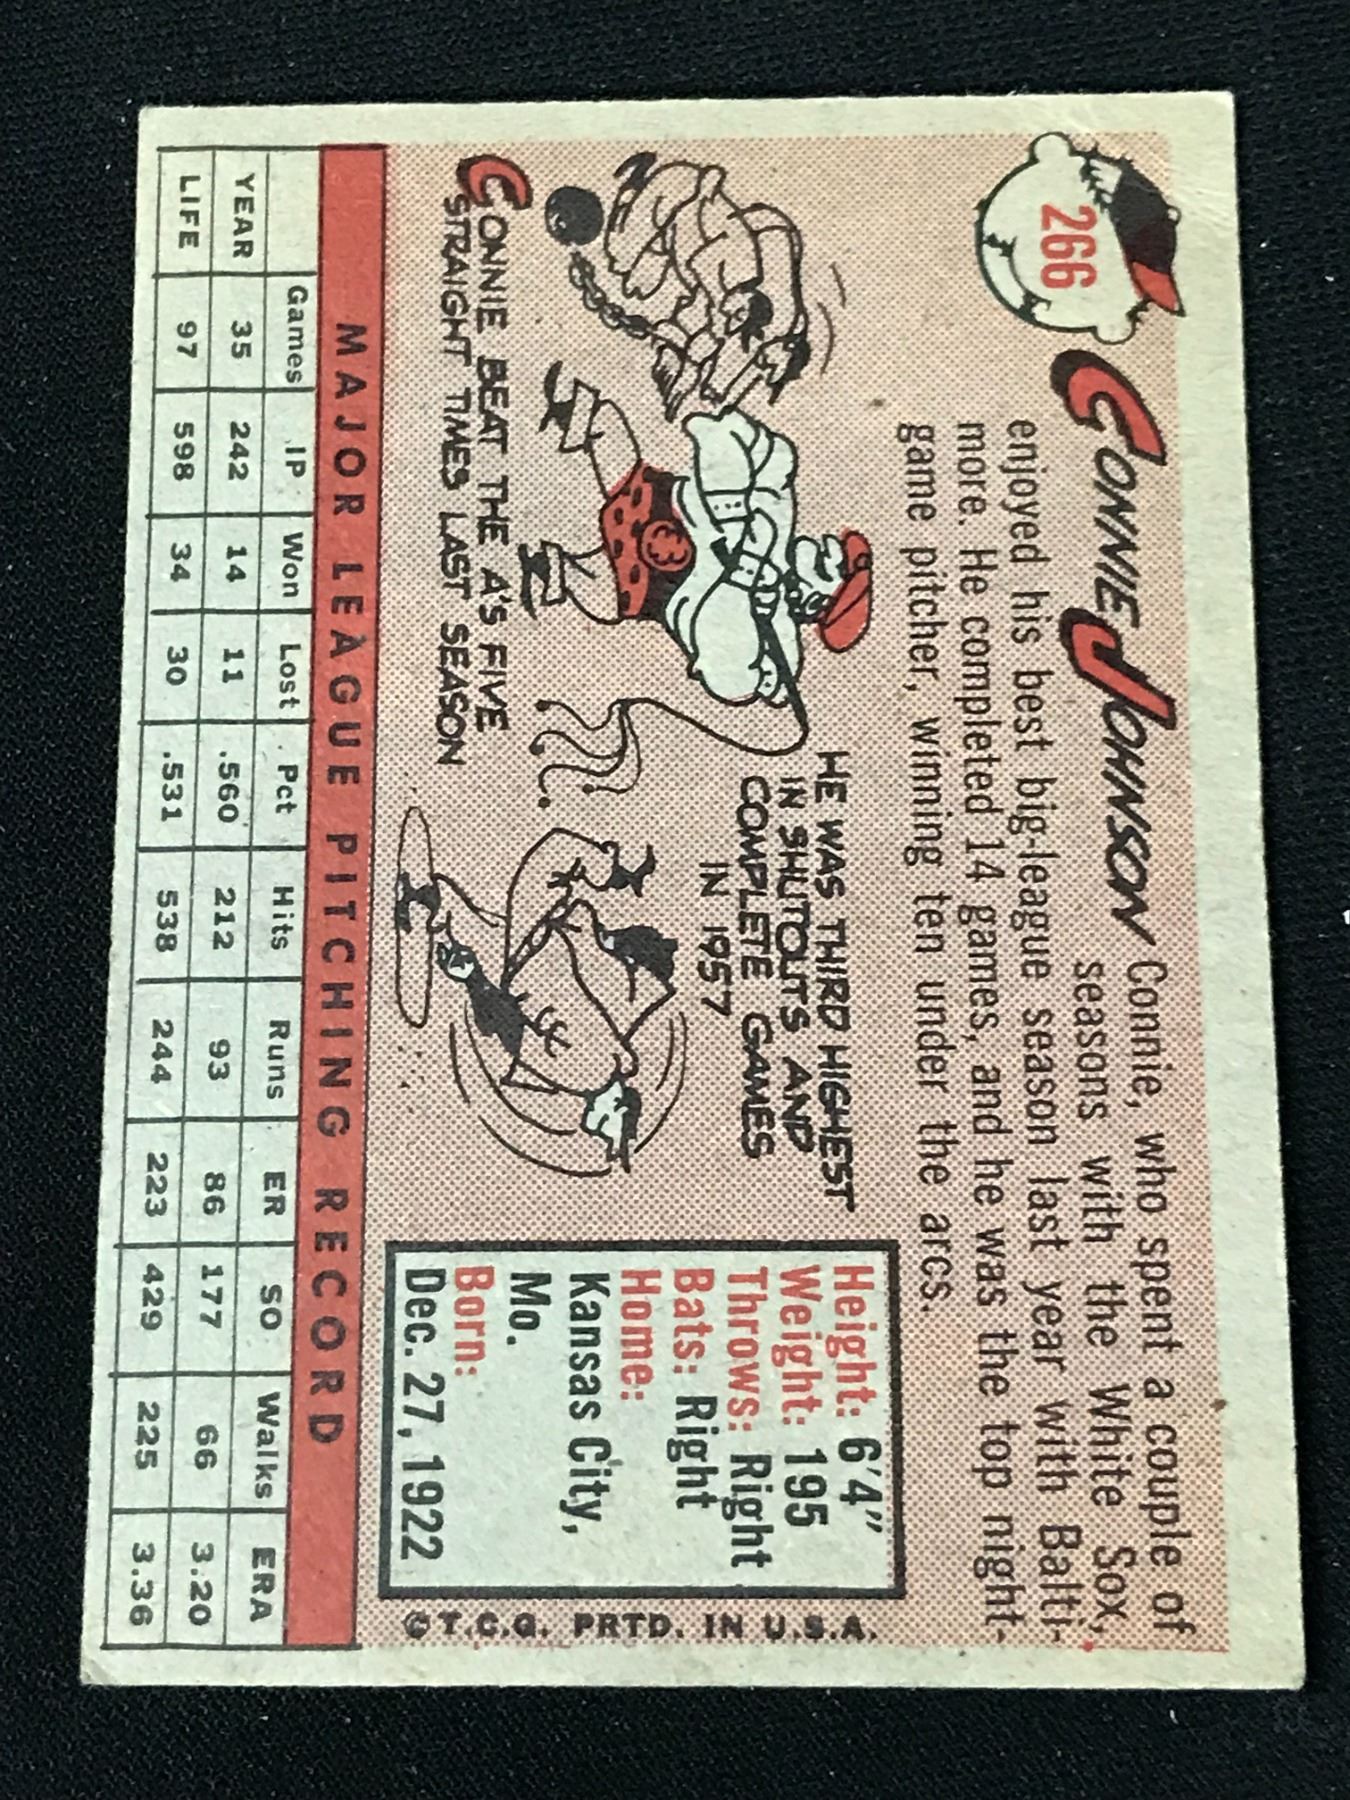 266
CONNIE JOHNSON Connie, who spent a couple of
seasons with the White Sox,
enjoyed his best big-league season last year with Balti-
more. He completed 14 games, and he was the top night-
game pitcher, winning ten under the arcs.
CONNIE BEAT THE A'S FIVE
STRAIGHT TIMES LAST SEASON
HE WAS THIRD HIGHEST
IN SHUTOUTS AND
COMPLETE GAMES
IN 1957
Height: 6'4"
Weight: 195
Throws: Right
Bats: Right
Home:
Kansas City,
Mo.
Born:
Dec. 27, 1922
©T.C.G. PRTD. IN U.S.A.
MAJOR LEAGUE PITCHING RECORD
Games IP Won Lost Pct Hits Runs ER SO Walks ERA
YEAR 35 242 14 11 .560 212 93 86 177 66 3.20
LIFE 97 598 34 30 .531 538 244 223 429 225 3.36